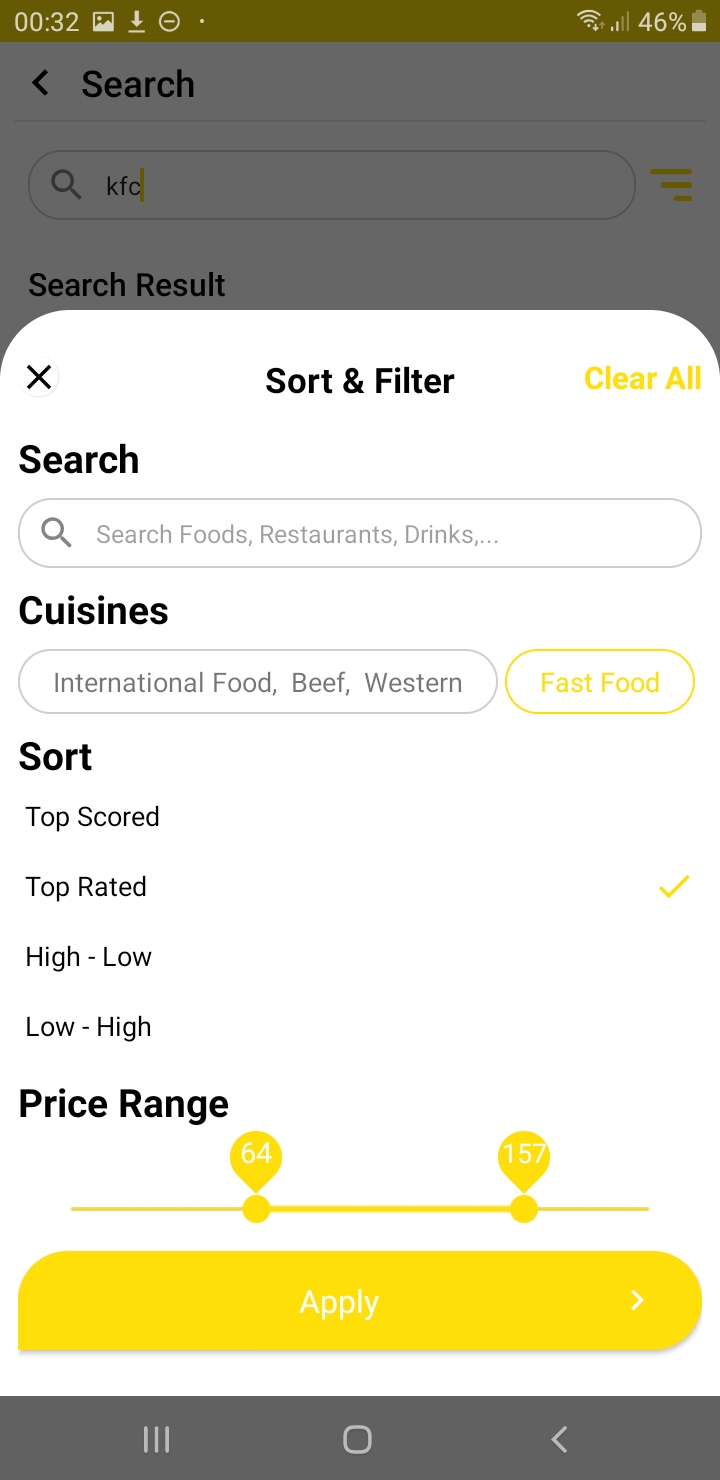 00:32 46%
Search
kfc
Search Result
Sort & Filter Clear All
Search
Search Foods, Restaurants, Drinks,...
Cuisines
International Food, Beef, Western Fast Food
Sort
Top Scored
Top Rated
High - Low
Low - High
Price Range
64 157
Apply